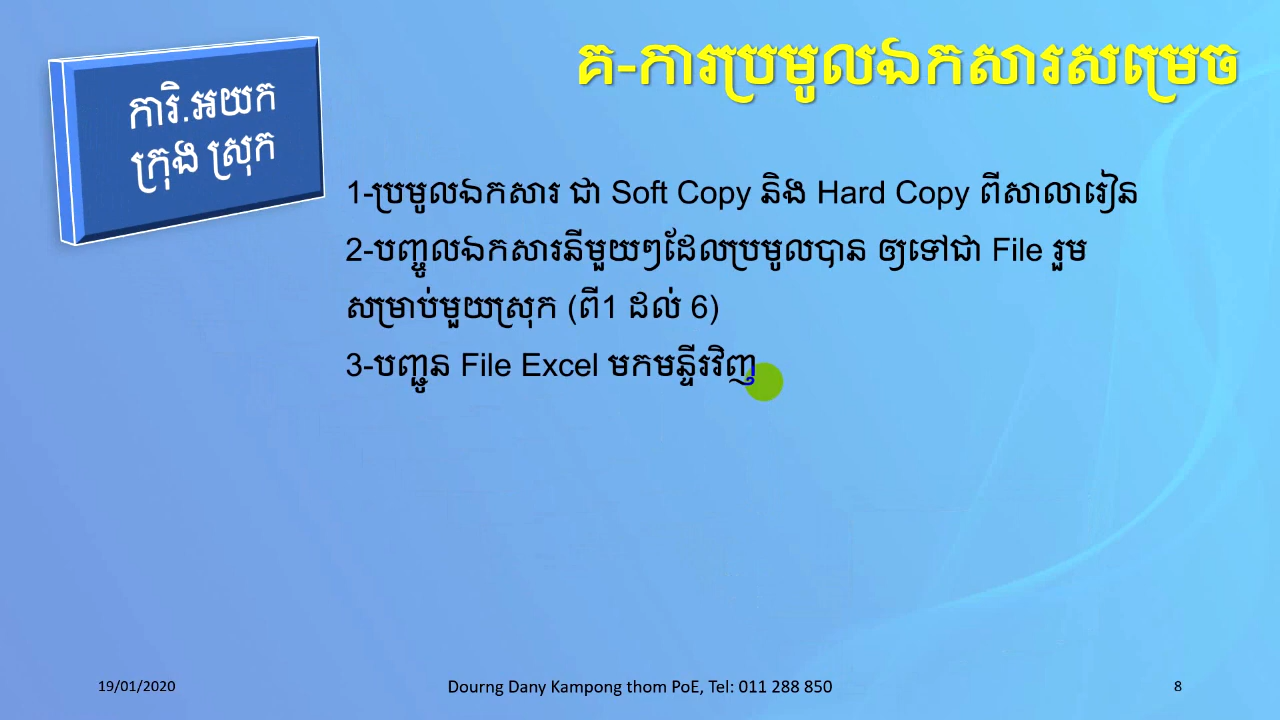 គ-ការប្រមូលឯកសារសម្រេច
ការិ.អយក
ក្រុង ស្រុក
1-ប្រមូលឯកសារ ជា Soft Copy និង Hard Copy ពីសាលារៀន
2-បញ្ចូលឯកសារនីមួយៗដែលប្រមូលបាន ឲ្យទៅជា File រួម
សម្រាប់មួយស្រុក (ពី1 ដល់ 6)
3-បញ្ជូន File Excel មកមន្ទីរវិញ
19/01/2020
Dourng Dany Kampong thom PoE, Tel: 011 288 850
8